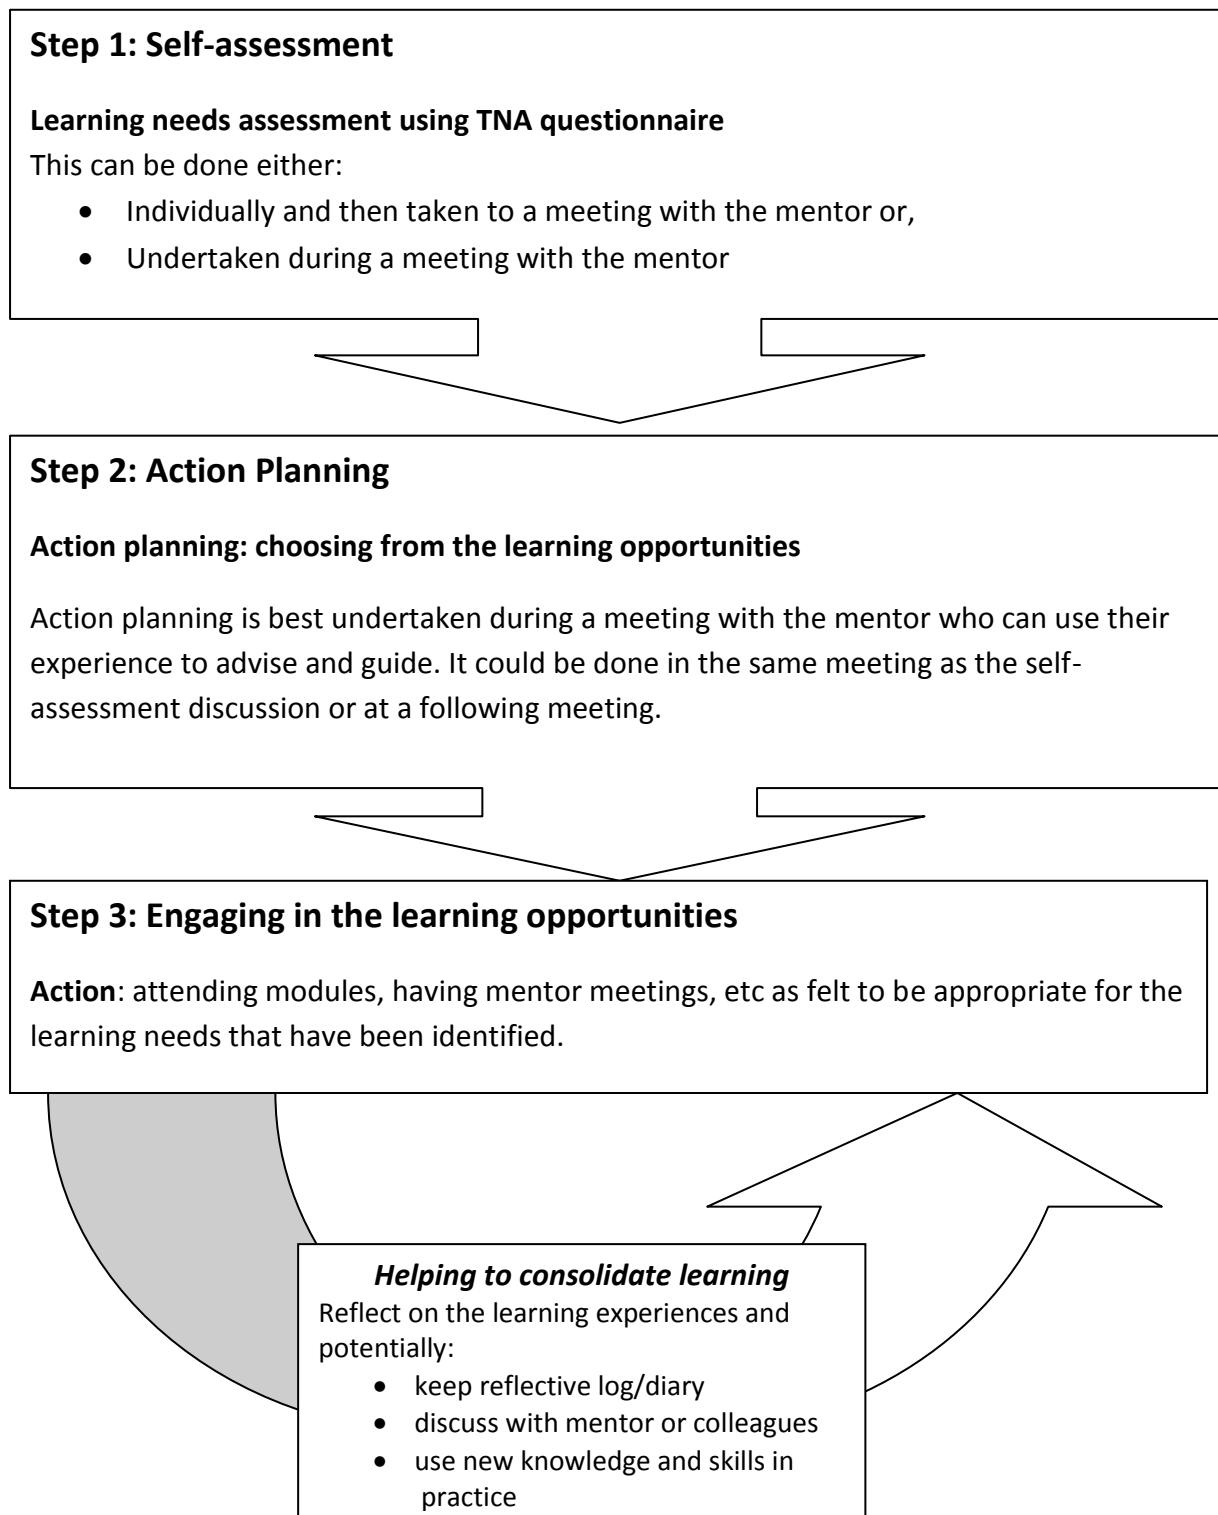 Step 1: Self-assessment
Learning needs assessment using TNA questionnaire
This can be done either:
• Individually and then taken to a meeting with the mentor or,
• Undertaken during a meeting with the mentor
Step 2: Action Planning
Action planning: choosing from the learning opportunities
Action planning is best undertaken during a meeting with the mentor who can use their
experience to advise and guide. It could be done in the same meeting as the self-
assessment discussion or at a following meeting.
Step 3: Engaging in the learning opportunities
Action: attending modules, having mentor meetings, etc as felt to be appropriate for the
learning needs that have been identified.
Helping to consolidate learning
Reflect on the learning experiences and
potentially:
• keep reflective log/diary
• discuss with mentor or colleagues
• use new knowledge and skills in
practice